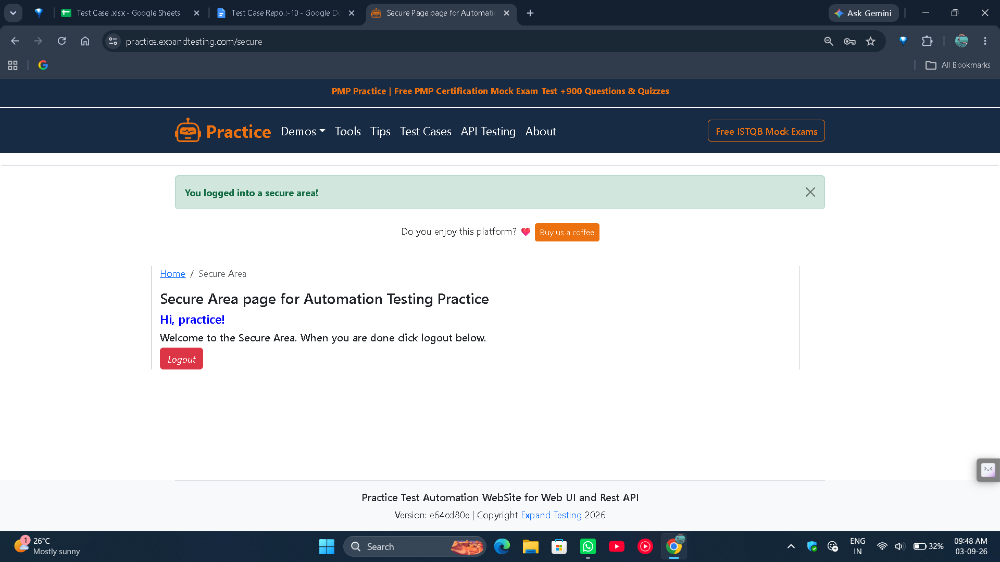 Test Case .xlsx - Google Sheets
Test Case Repo.:-10 - Google Do
Secure Page page for Automati
Ask Gemini
practice.expandtesting.com/secure
All Bookmarks
PMP Practice | Free PMP Certification Mock Exam Test +900 Questions & Quizzes
Practice
Demos
Tools
Tips
Test Cases
API Testing
About
Free ISTQB Mock Exams
You logged into a secure area!
Do you enjoy this platform?
Buy us a coffee
Home / Secure Area
Secure Area page for Automation Testing Practice
Hi, practice!
Welcome to the Secure Area. When you are done click logout below.
Logout
Practice Test Automation WebSite for Web UI and Rest API
Version: e64cd80e | Copyright Expand Testing 2026
1
26°C
Mostly sunny
Search
ENG
IN
32%
09:48 AM
03-09-26